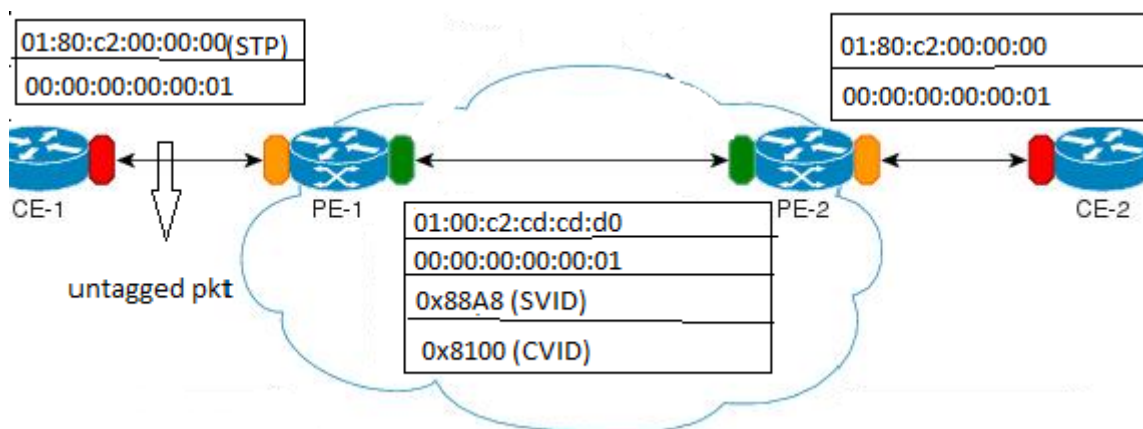 01:80:c2:00:00:00(STP)
00:00:00:00:00:01
01:80:c2:00:00:00
00:00:00:00:00:01
CE-1
PE-1
PE-2
CE-2
untagged pkt
01:00:c2:cd:cd:d0
00:00:00:00:00:01
0x88A8 (SVID)
0x8100 (CVID)